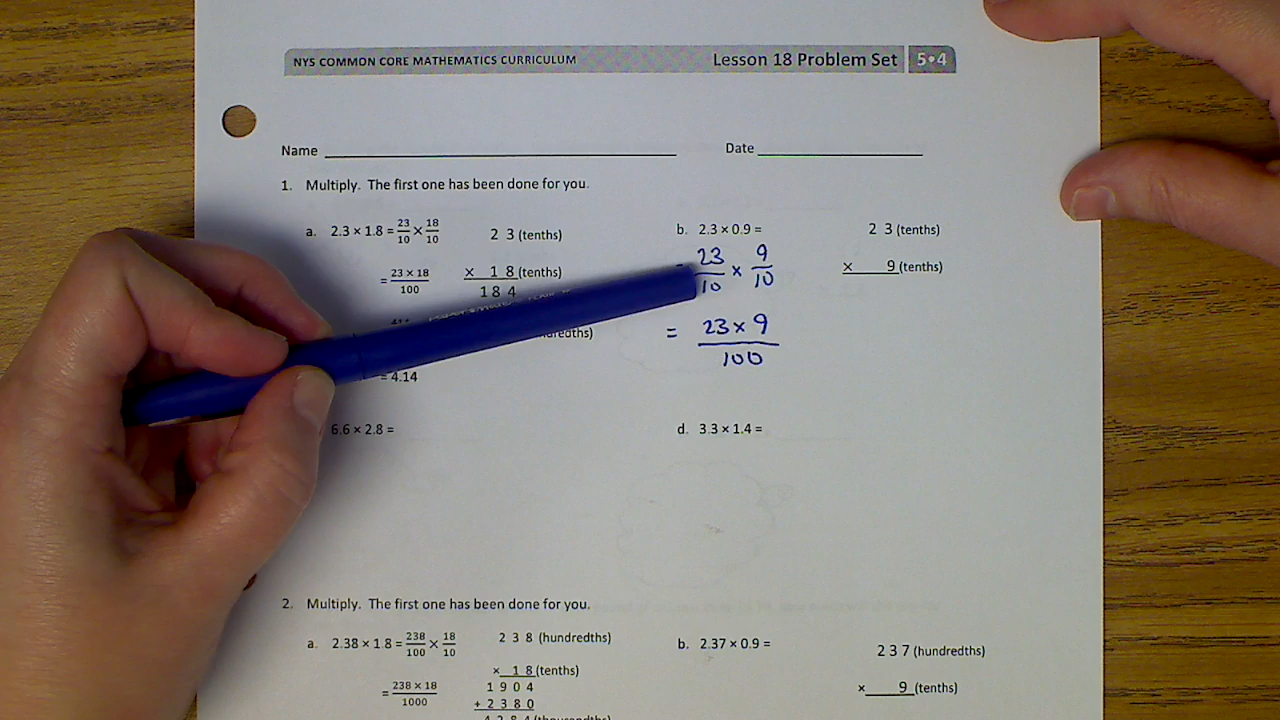 NYS COMMON CORE MATHEMATICS CURRICULUM Lesson 18 Problem Set 5•4
Name Date
1. Multiply. The first one has been done for you.
a. 2.3 × 1.8 = 23/10 × 18/10
= 23 × 18/100
= 4.14
2 3 (tenths)
× 1 8 (tenths)
1 8 4
b. 2.3 × 0.9 =
23/10 × 9/10
= 23 × 9/100
2 3 (tenths)
× 9 (tenths)
6.6 × 2.8 =
d. 3.3 × 1.4 =
2. Multiply. The first one has been done for you.
a. 2.38 × 1.8 = 238/100 × 18/10
= 238 × 18/1000
2 3 8 (hundredths)
× 1 8 (tenths)
1 9 0 4
+ 2 3 8 0
b. 2.37 × 0.9 =
2 3 7 (hundredths)
× 9 (tenths)